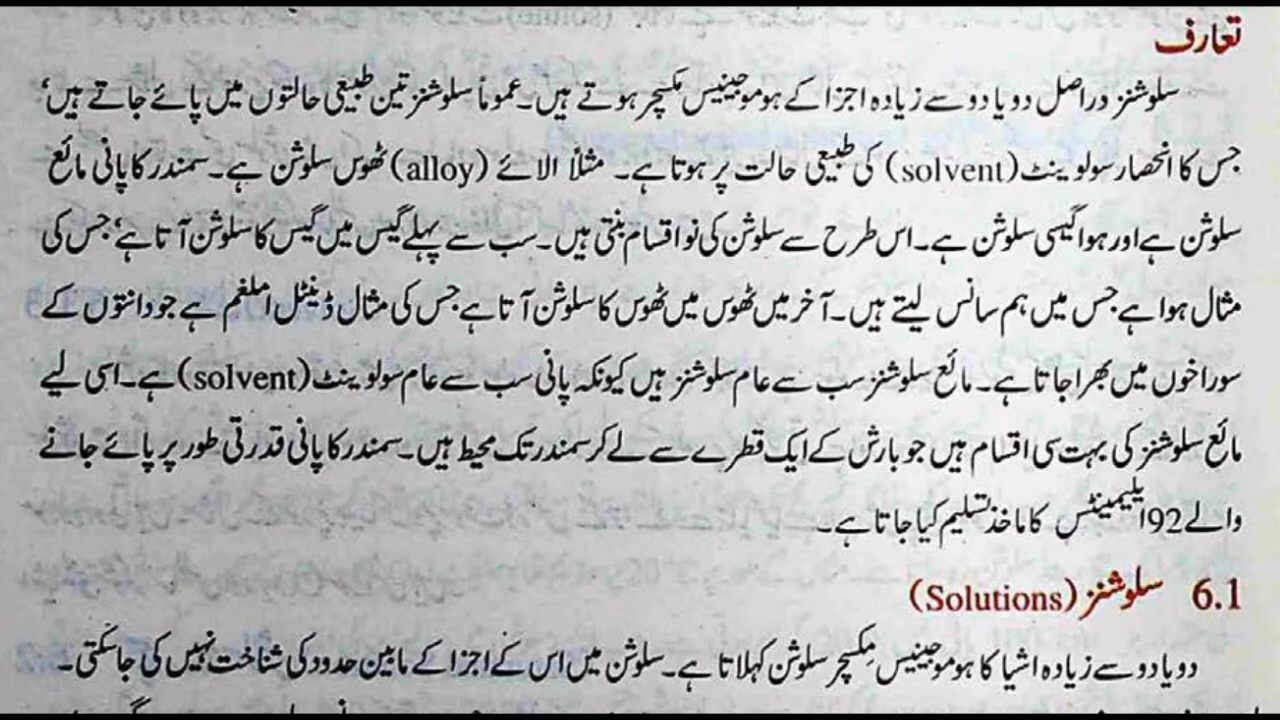 تعارف
سلوشنز دراصل دو یا دو سے زیادہ اجزا کے ہوموجینیس مکسچر ہوتے ہیں۔ عموماً سلوشنز تین طبیعی حالتوں میں پائے جاتے ہیں‘
جس کا انحصار سولوینٹ (solvent) کی طبیعی حالت پر ہوتا ہے۔ مثلاً الائے (alloy) ٹھوس سلوشن ہے۔ سمندر کا پانی مائع
سلوشن ہے اور ہوا گیسی سلوشن ہے۔ اس طرح سے سلوشن کی نو اقسام بنتی ہیں۔ سب سے پہلے گیس میں گیس کا سلوشن آتا ہے‘ جس کی
مثال ہوا ہے جس میں ہم سانس لیتے ہیں۔ آخر میں ٹھوس میں ٹھوس کا سلوشن آتا ہے جس کی مثال ڈینٹل املغم ہے جو دانتوں کے
سوراخوں میں بھرا جاتا ہے۔ مائع سلوشنز سب سے عام سلوشنز ہیں کیونکہ پانی سب سے عام سولوینٹ (solvent) ہے۔ اسی لیے
مائع سلوشنز کی بہت سی اقسام ہیں جو بارش کے ایک قطرے سے لے کر سمندر تک محیط ہیں۔ سمندر کا پانی قدرتی طور پر پائے جانے
والے 92 ایلیمینٹس کا ماخذ تسلیم کیا جاتا ہے۔
6.1 سلوشنز (Solutions)
دو یا دو سے زیادہ اشیا کا ہوموجینیس مکسچر سلوشن کہلاتا ہے۔ سلوشن میں اس کے اجزا کے مابین حدود کی شناخت نہیں کی جاسکتی۔